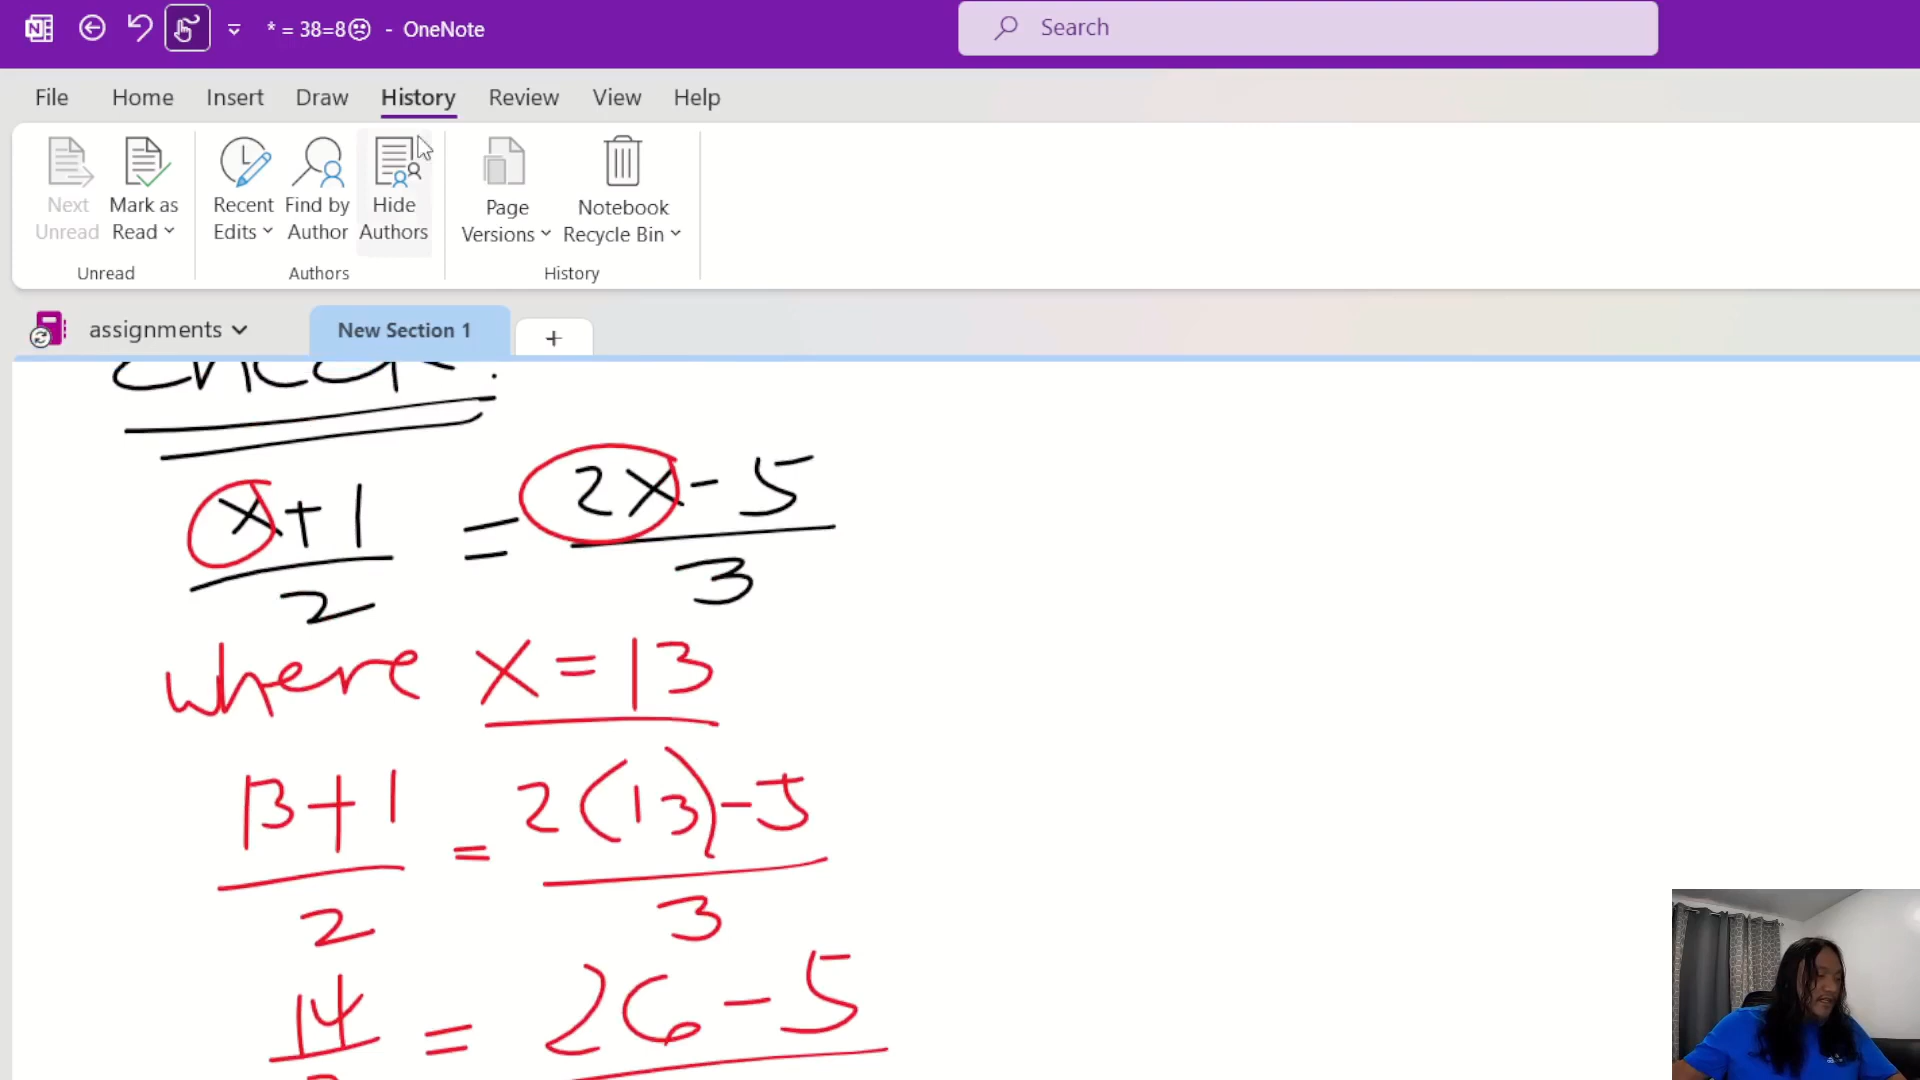 * = 38=8☹ - OneNote
Search
File Home Insert Draw History Review View Help
Next Unread
Mark as Read
Recent Edits
Find by Author
Hide Authors
Page Versions
Notebook Recycle Bin
Unread
Authors
History
assignments
New Section 1
+
check:
x+1 = 2x-5
2 3
where x=13
13+1 = 2(13)-5
2 3
14 = 26-5